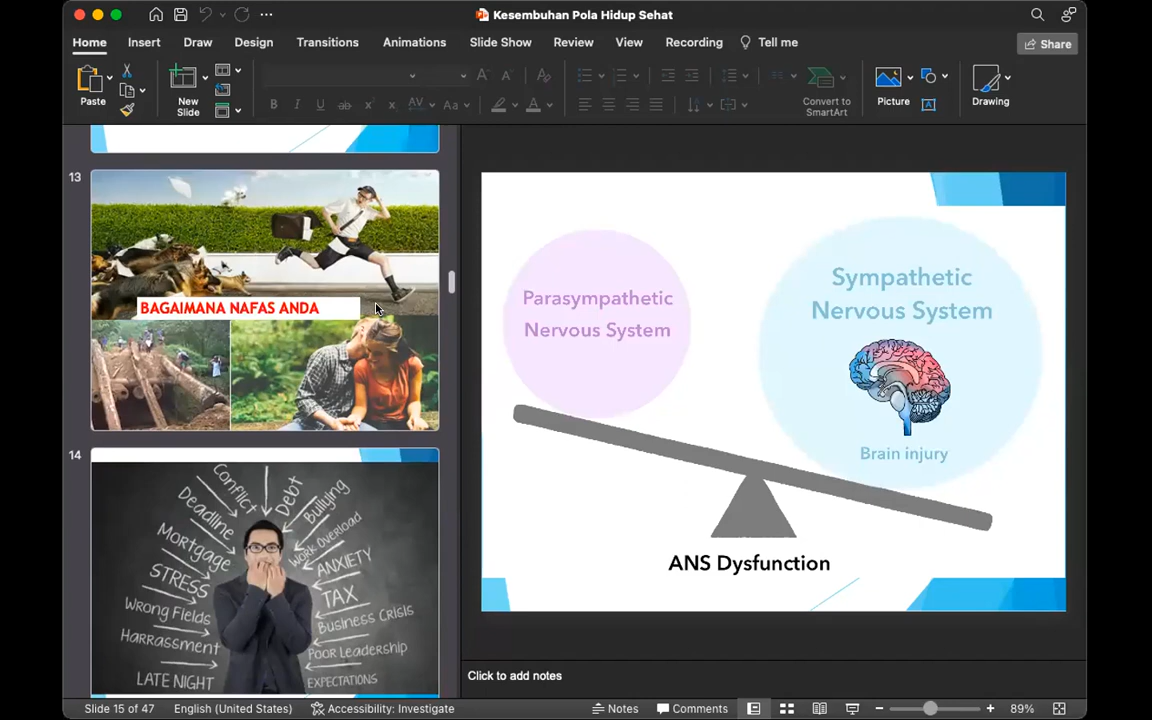 Kesembuhan Pola Hidup Sehat
Home Insert Draw Design Transitions Animations Slide Show Review View Recording Tell me
Share
Paste
New
Slide
Convert to
SmartArt
Picture
Drawing
13
BAGAIMANA NAFAS ANDA
14
Conflict
Debt
Bullying
Deadline
Work Overload
Mortgage
ANXIETY
STRESS
TAX
Wrong Fields
Business Crisis
Harrassment
Poor Leadership
LATE NIGHT
EXPECTATIONS
Parasympathetic
Nervous System
Sympathetic
Nervous System
Brain injury
ANS Dysfunction
Click to add notes
Slide 15 of 47
English (United States)
Accessibility: Investigate
Notes
Comments
89%